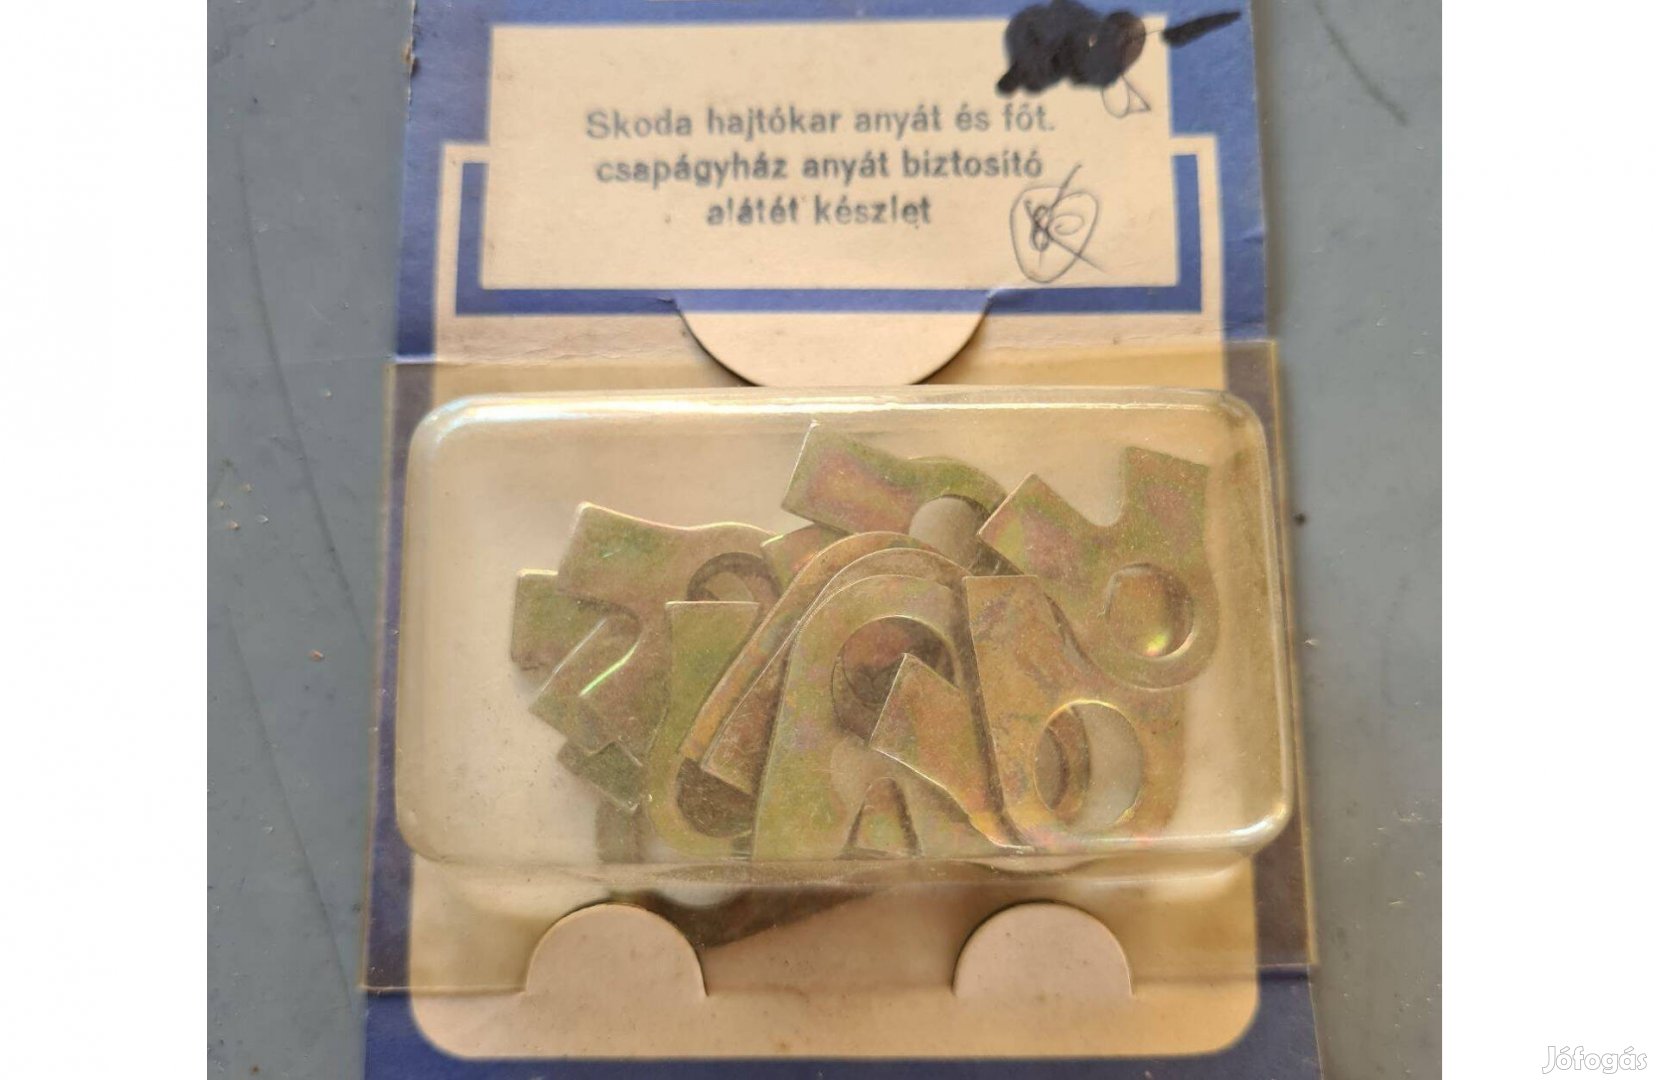 Skoda hajtókar anyát és főt.
csapágyház anyát biztosító
alátét készlet
Jófogás